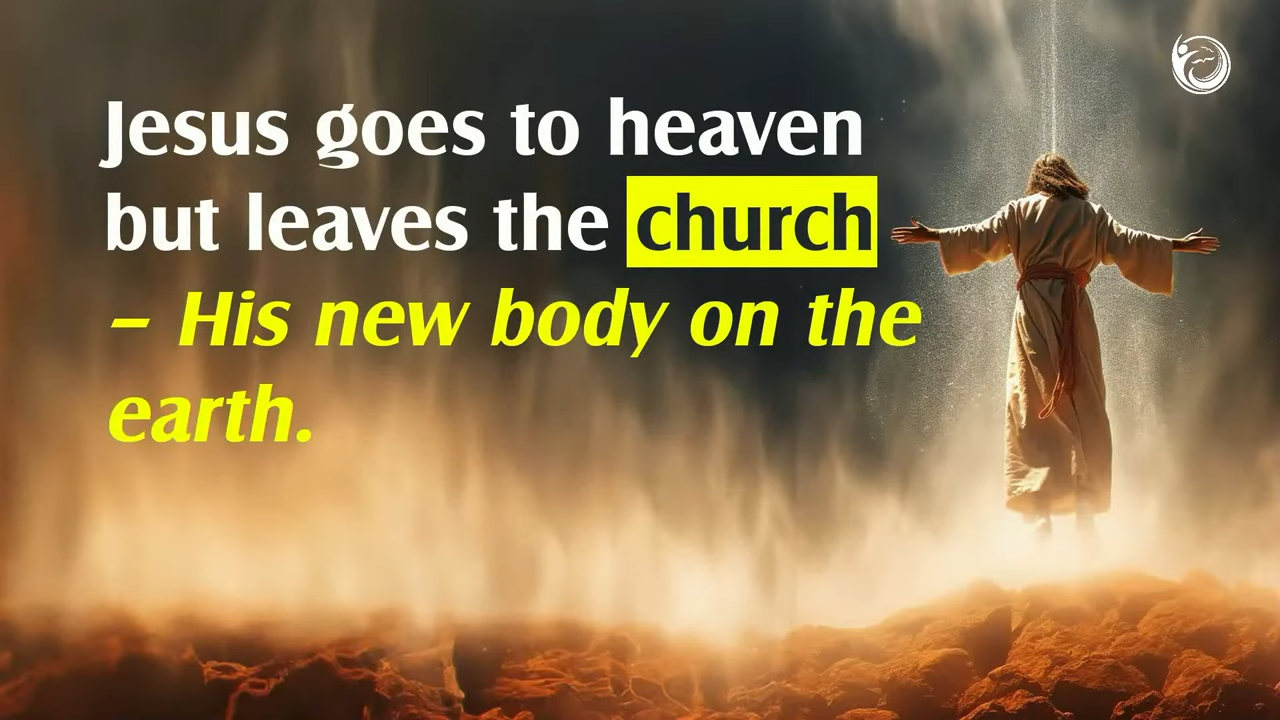 Jesus goes to heaven
but leaves the church
– His new body on the
earth.